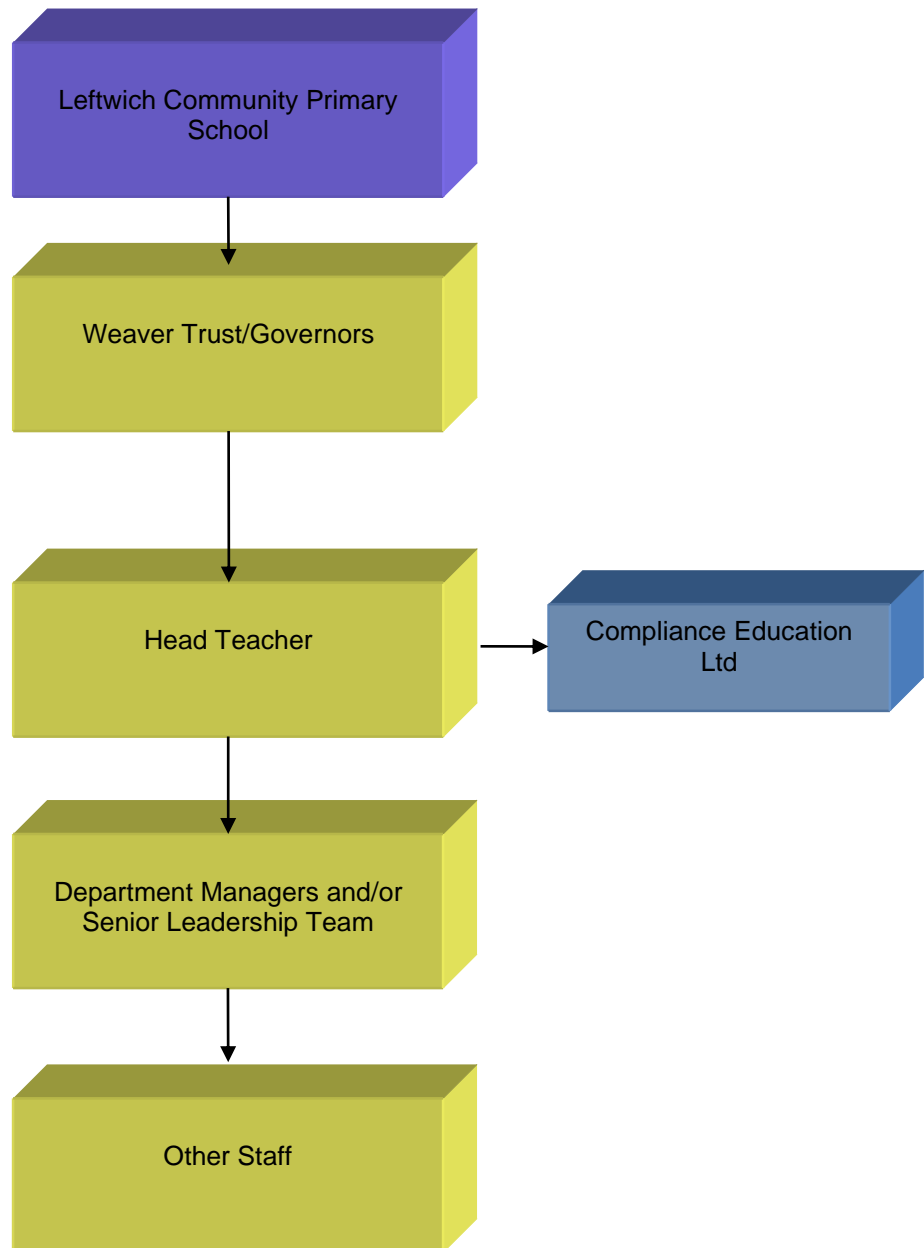 Leftwich Community Primary
School
Weaver Trust/Governors
Head Teacher
Compliance Education
Ltd
Department Managers and/or
Senior Leadership Team
Other Staff